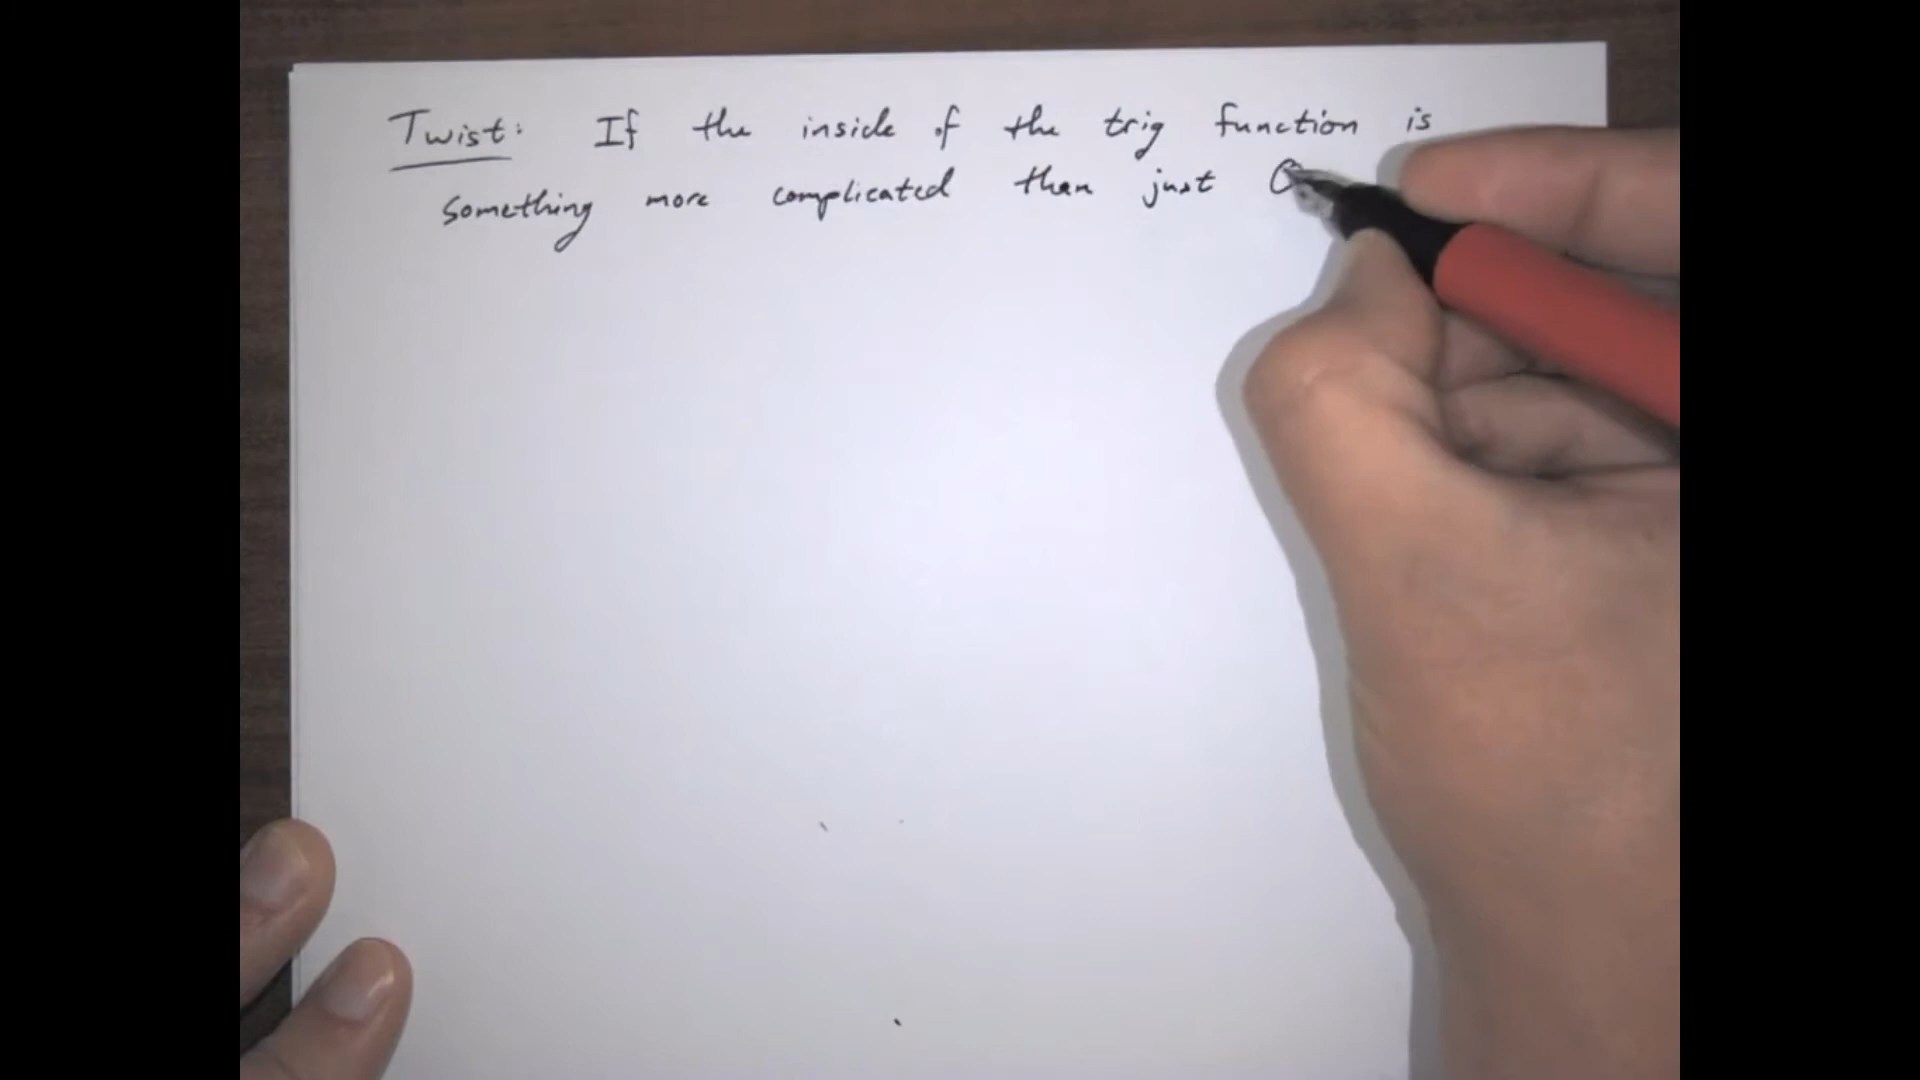 Twist: If the inside of the trig function is
something more complicated than just